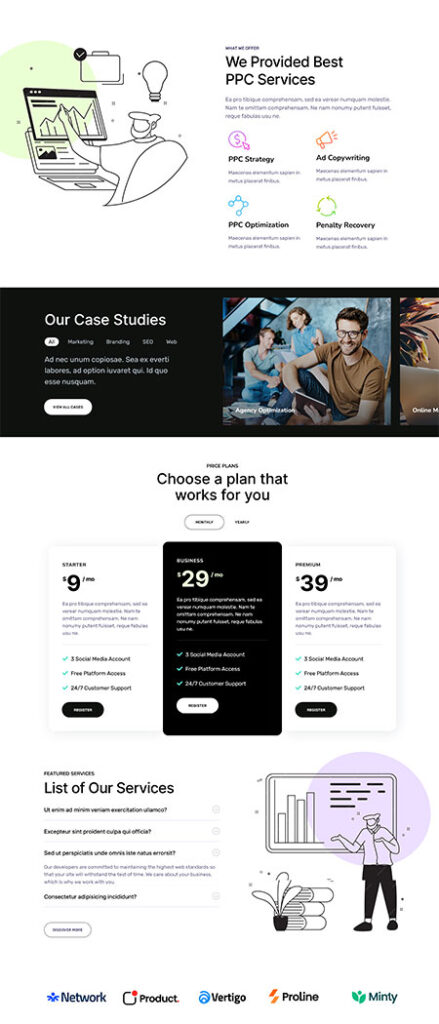 WHAT WE OFFER
We Provided Best
PPC Services
Ea pro tibique comprehensam, sed ea verear numquam molestie.
Nam te omittam comprehensam. Ne nam nonumy putent fuisset,
reque fabulas usu ne.
PPC Strategy
Maecenas elementum sapien in
metus placerat finibus.
Ad Copywriting
Maecenas elementum sapien in
metus placerat finibus.
PPC Optimization
Maecenas elementum sapien in
metus placerat finibus.
Penalty Recovery
Maecenas elementum sapien in
metus placerat finibus.
Our Case Studies
All Marketing Branding SEO Web
Ad nec unum copiosae. Sea ex everti
labores, ad option iuvaret qui. Id quo
esse nusquam.
VIEW ALL CASES
Agency Optimization
Online M
PRICE PLANS
Choose a plan that
works for you
MONTHLY YEARLY
STARTER
$9 / mo
Ea pro tibique comprehensam, sed ea
verear numquam molestie. Nam te
omittam comprehensam. Ne nam
nonumy putent fuisset, reque fabulas
usu ne.
3 Social Media Account
Free Platform Access
24/7 Customer Support
REGISTER
BUSINESS
$29 / mo
Ea pro tibique comprehensam, sed ea
verear numquam molestie. Nam te
omittam comprehensam. Ne nam
nonumy putent fuisset, reque fabulas
usu ne.
3 Social Media Account
Free Platform Access
24/7 Customer Support
REGISTER
PREMIUM
$39 / mo
Ea pro tibique comprehensam, sed ea
verear numquam molestie. Nam te
omittam comprehensam. Ne nam
nonumy putent fuisset, reque fabulas
usu ne.
3 Social Media Account
Free Platform Access
24/7 Customer Support
REGISTER
FEATURED SERVICES
List of Our Services
Ut enim ad minim veniam exercitation ullamco?
Excepteur sint proident culpa qui officia?
Sed ut perspiciatis unde omnis iste natus errorsit?
Our developers are committed to maintaining the highest web standards so
that your site will withstand the test of time. We care about your business,
which is why we work with you.
Consectetur adipisicing incididunt?
DISCOVER MORE
Network Product. Vertigo Proline Minty